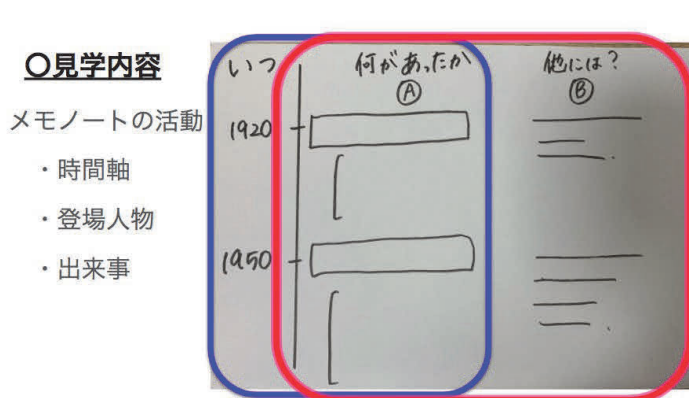 〇見学内容
メモノートの活動
・時間軸
・登場人物
・出来事
いつ 何があったか 他には?
Ⓐ Ⓑ
1920
1950